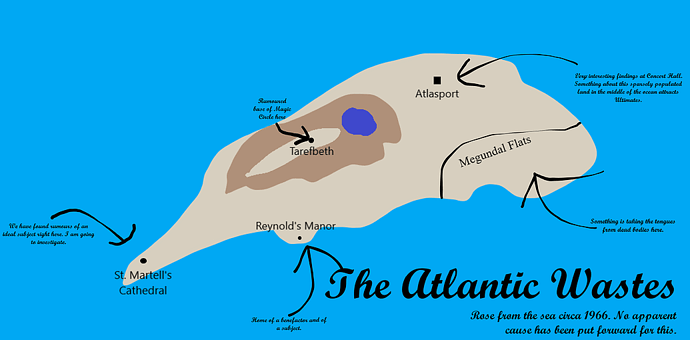 Very interesting findings at Concert Hall.
Something about this sparsely populated
land in the middle of the ocean attracts
Ultimates.
Atlasport
Rumoured
base of Magic
Circle here
Tarefbeth
Megundal Flats
We have found rumours of an
ideal subject right here. I am going
to investigate.
Reynold's Manor
Something is taking the tongues
from dead bodies here.
St. Martell's
Cathedral
The Atlantic Wastes
Rose from the sea circa 1966. No apparent
cause has been put forward for this.
Home of a benefactor and of
a subject.